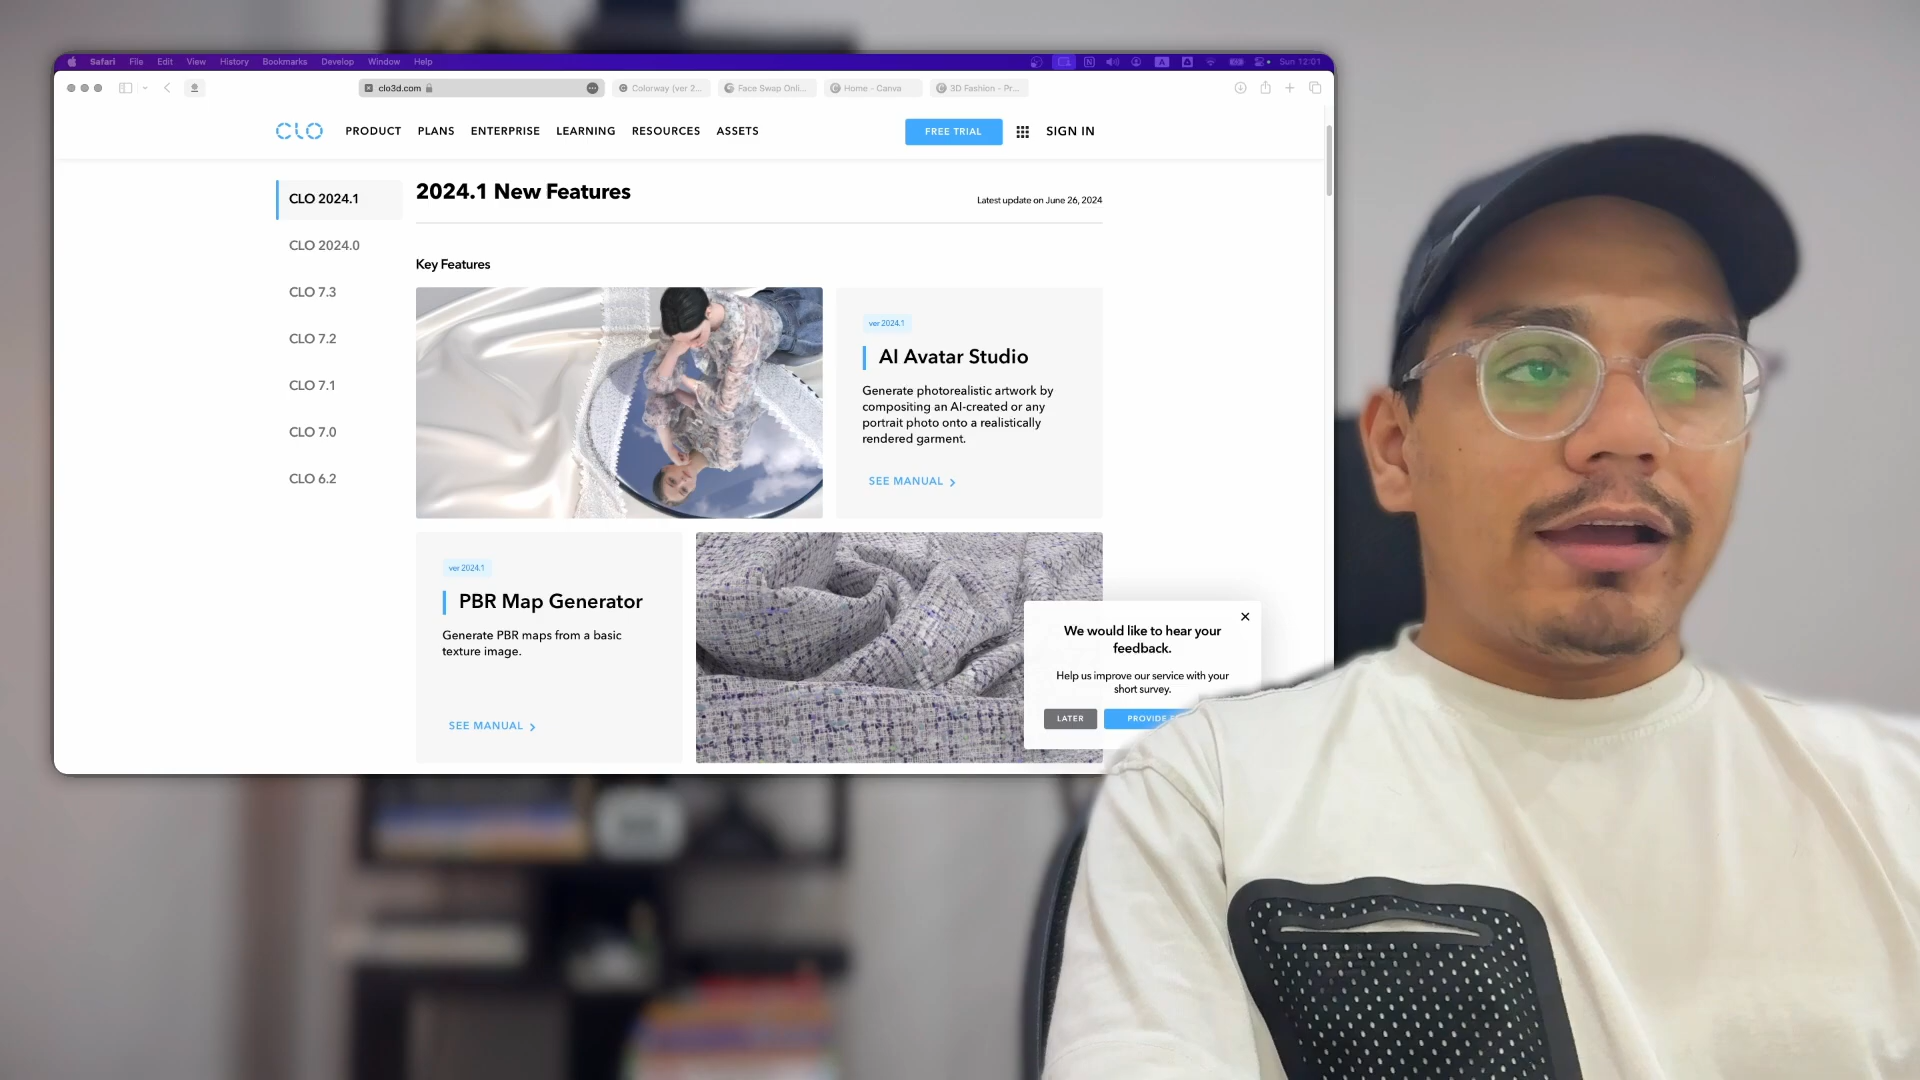 Safari File Edit View History Bookmarks Develop Window Help
Sun 12:01
clo3d.com
Colorway (ver 2...
Face Swap Onli...
Home - Canva
3D Fashion - Pr...
CLO
PRODUCT PLANS ENTERPRISE LEARNING RESOURCES ASSETS
FREE TRIAL
SIGN IN
CLO 2024.1
CLO 2024.0
CLO 7.3
CLO 7.2
CLO 7.1
CLO 7.0
CLO 6.2
2024.1 New Features
Latest update on June 26, 2024
Key Features
ver 2024.1
AI Avatar Studio
Generate photorealistic artwork by
compositing an AI-created or any
portrait photo onto a realistically
rendered garment.
SEE MANUAL
ver 2024.1
PBR Map Generator
Generate PBR maps from a basic
texture image.
SEE MANUAL
We would like to hear your
feedback.
Help us improve our service with your
short survey.
LATER
PROVIDE